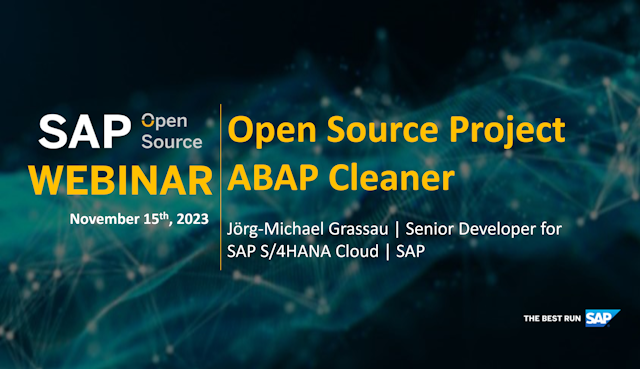 SAP Open Source
WEBINAR
November 15th, 2023
Open Source Project
ABAP Cleaner
Jörg-Michael Grassau | Senior Developer for
SAP S/4HANA Cloud | SAP
THE BEST RUN SAP